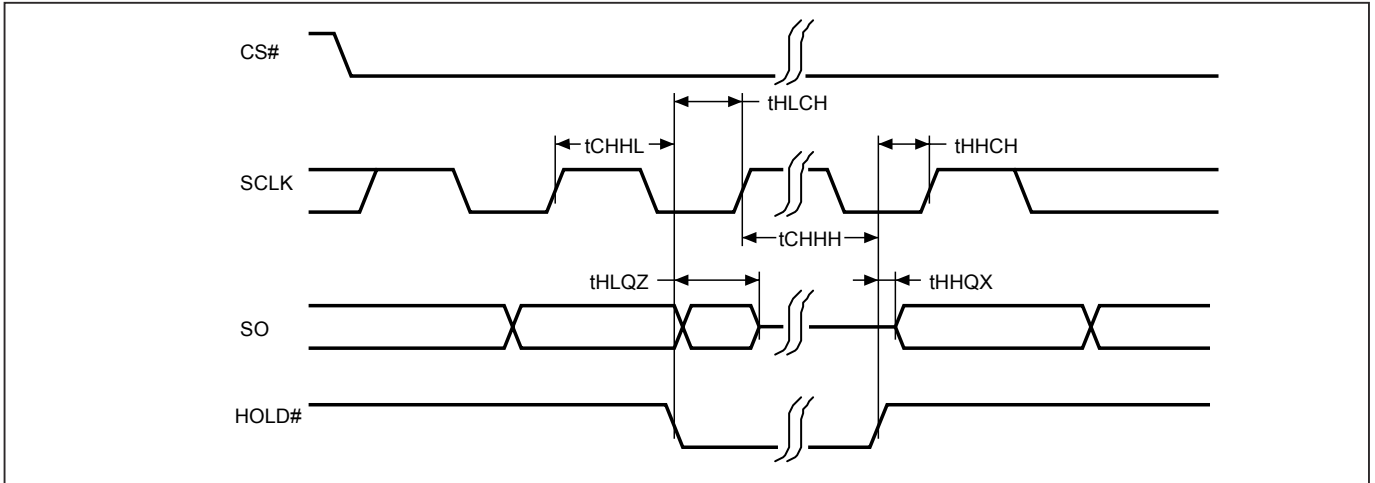 CS#
tHLCH
tCHHL
tHHCH
SCLK
tCHHH
tHLQZ
tHHQX
SO
HOLD#